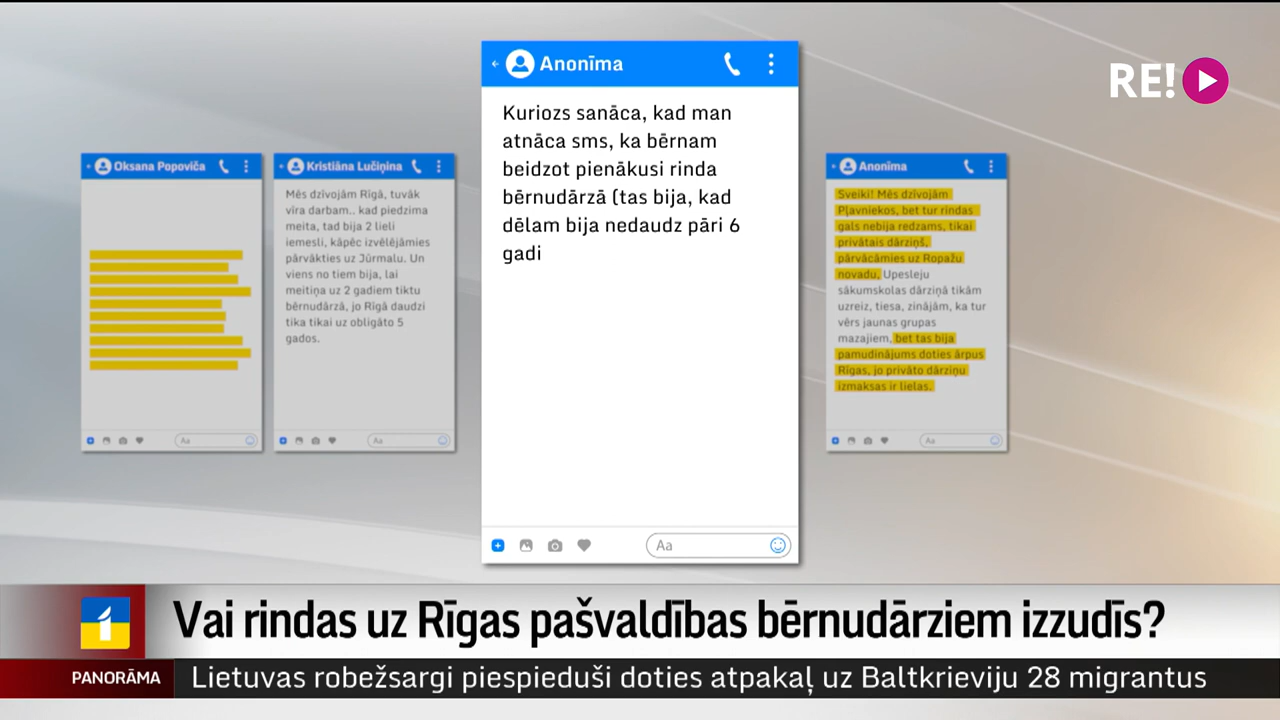 RE!
Oksana Popoviča
Aa
Kristiāna Lučiņina
Mēs dzīvojām Rīgā, tuvāk
vīra darbam.. kad piedzima
meita, tad bija 2 lieli
iemesli, kāpēc izvēlējāmies
pārvākties uz Jūrmalu. Un
viens no tiem bija, lai
meitiņa uz 2 gadiem tiktu
bērnudārzā, jo Rīgā daudzi
tika tikai uz obligāto 5
gados.
Aa
Anonīma
Kuriozs sanāca, kad man
atnāca sms, ka bērnam
beidzot pienākusi rinda
bērnudārzā (tas bija, kad
dēlam bija nedaudz pāri 6
gadi
Aa
Anonīma
Sveiki! Mēs dzīvojām
Pļavniekos, bet tur rindas
gals nebija redzams, tikai
privātais dārziņš,
pārvācāmies uz Ropažu
novadu, Upesleju
sākumskolas dārziņā tikām
uzreiz, tiesa, zinājām, ka tur
vērs jaunas grupas
mazajiem, bet tas bija
pamudinājums doties ārpus
Rīgas, jo privāto dārziņu
izmaksas ir lielas.
Aa
1
Vai rindas uz Rīgas pašvaldības bērnudārziem izzudīs?
PANORĀMA
Lietuvas robežsargi piespieduši doties atpakaļ uz Baltkrieviju 28 migrantus